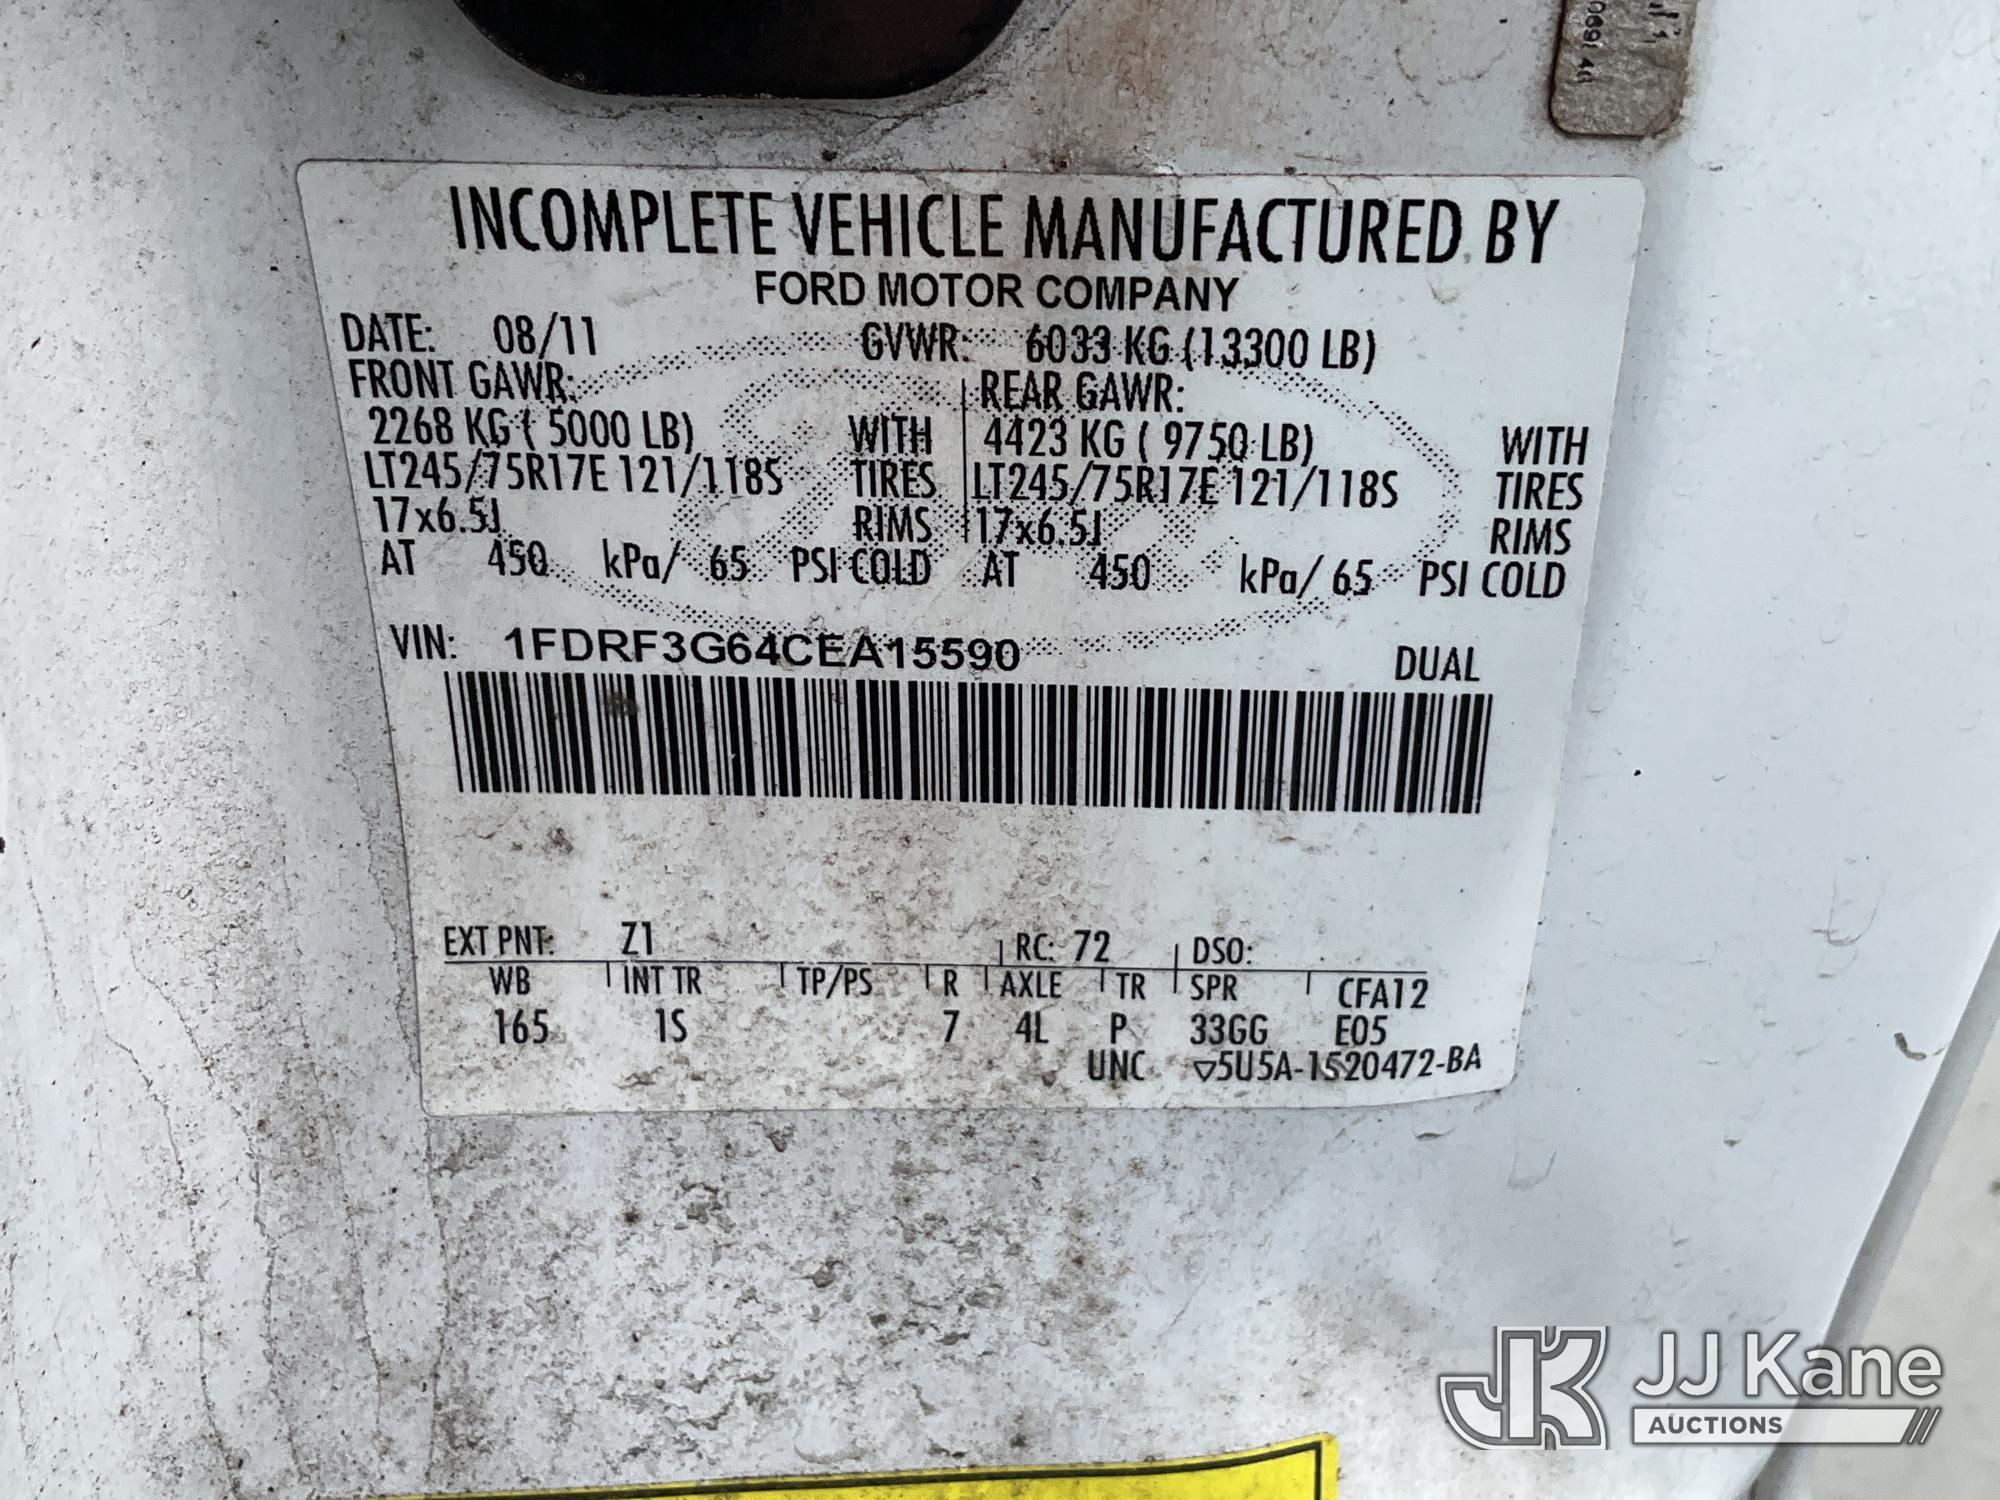 INCOMPLETE VEHICLE MANUFACTURED BY
FORD MOTOR COMPANY
DATE: 08/11 GVWR: 6033 KG (13300 LB)
FRONT GAWR: REAR GAWR:
2268 KG ( 5000 LB) WITH 4423 KG ( 9750 LB) WITH
LT245/75R17E 121/118S TIRES LT245/75R17E 121/118S TIRES
17x6.5J RIMS 17x6.5J RIMS
AT 450 kPa/ 65 PSI COLD AT 450 kPa/ 65 PSI COLD
VIN: 1FDRF3G64CEA15590 DUAL
EXT PNT: Z1 RC: 72 DSO:
WB INT TR TP/PS R AXLE TR SPR CFA12
165 1S 7 4L P 33GG E05
UNC ▽5U5A-1520472-BA
JK JJ Kane
AUCTIONS